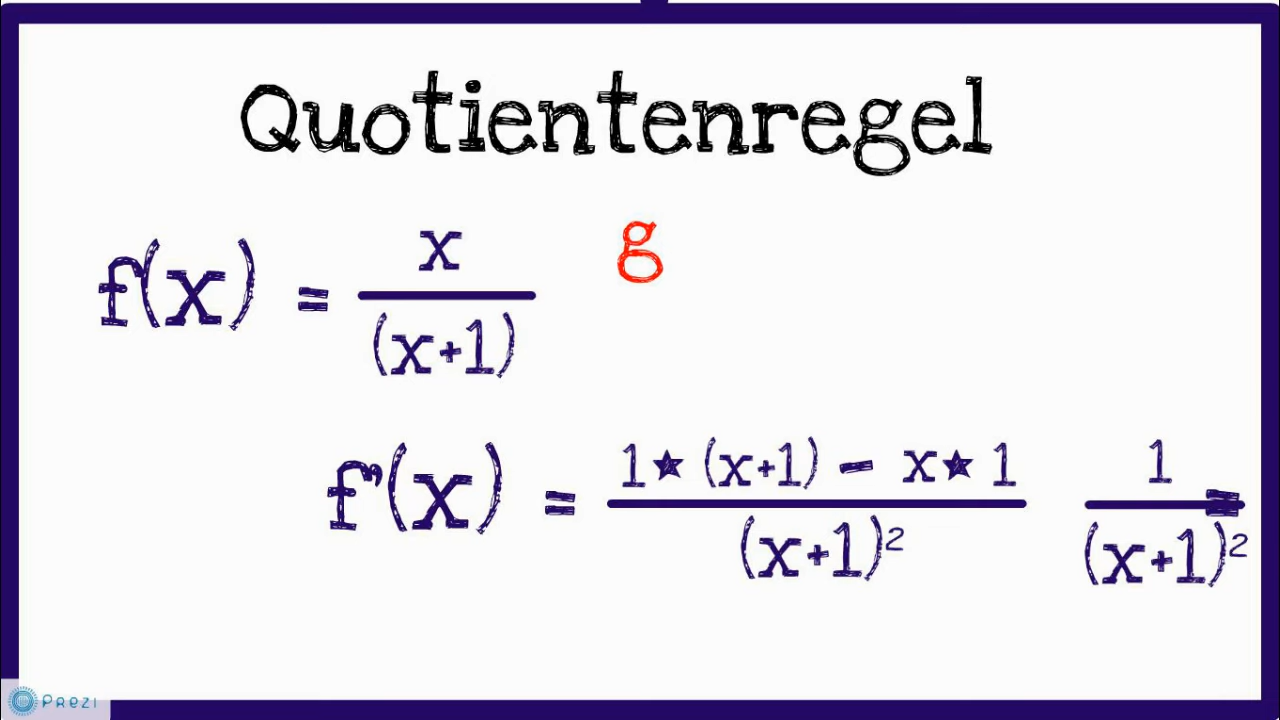 Quotientenregel
f(x) = x / (x+1)
g
f'(x) = 1★(x+1) − x★1 / (x+1)² = 1 / (x+1)²
Prezi